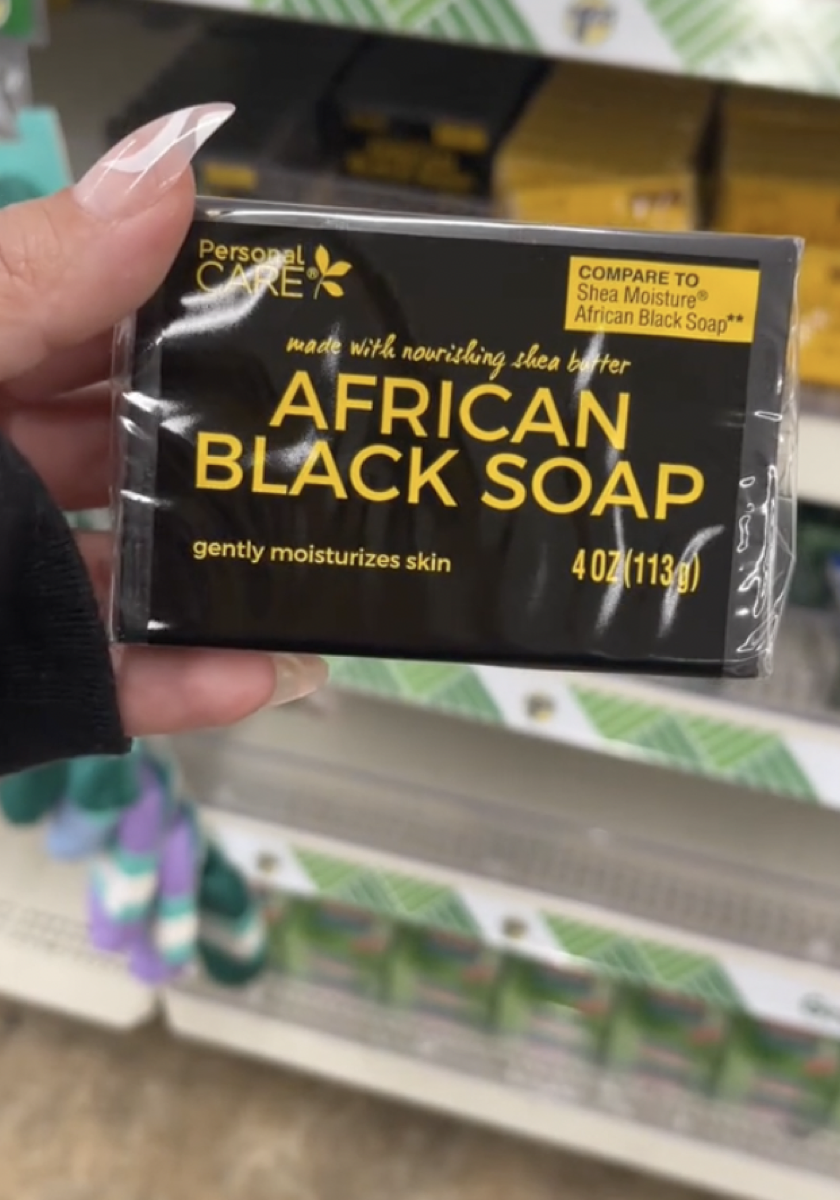 Personal
CARE®
COMPARE TO
Shea Moisture®
African Black Soap**
made with nourishing shea butter
AFRICAN
BLACK SOAP
gently moisturizes skin
4 OZ (113 g)